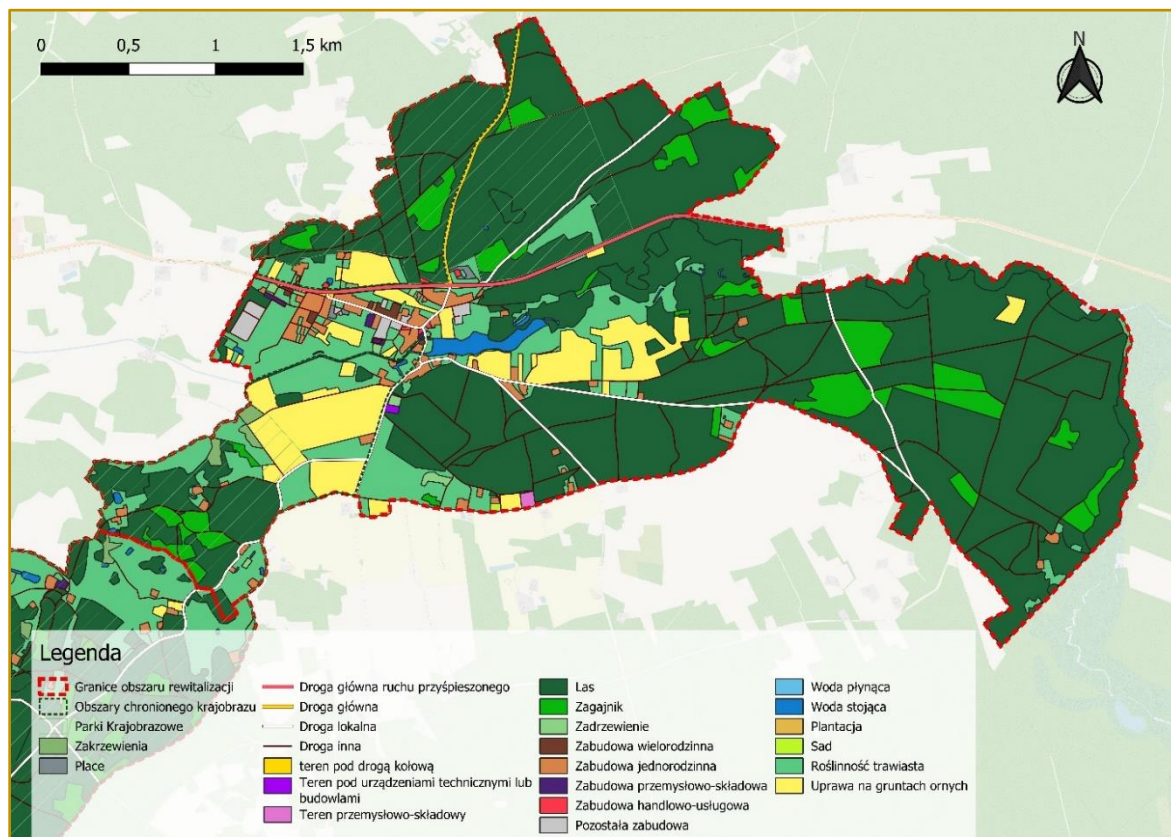 0 0,5 1 1,5 km
N
Legenda
Granice obszaru rewitalizacji
Obszary chronionego krajobrazu
Parki Krajobrazowe
Zakrzewienia
Place
Droga główna ruchu przyśpieszonego
Droga główna
Droga lokalna
Droga inna
teren pod drogą kołową
Teren pod urządzeniami technicznymi lub
budowlami
Teren przemysłowo-składowy
Las
Zagajnik
Zadrzewienie
Zabudowa wielorodzinna
Zabudowa jednorodzinna
Zabudowa przemysłowo-składowa
Zabudowa handlowo-usługowa
Pozostała zabudowa
Woda płynąca
Woda stojąca
Plantacja
Sad
Roślinność trawiasta
Uprawa na gruntach ornych